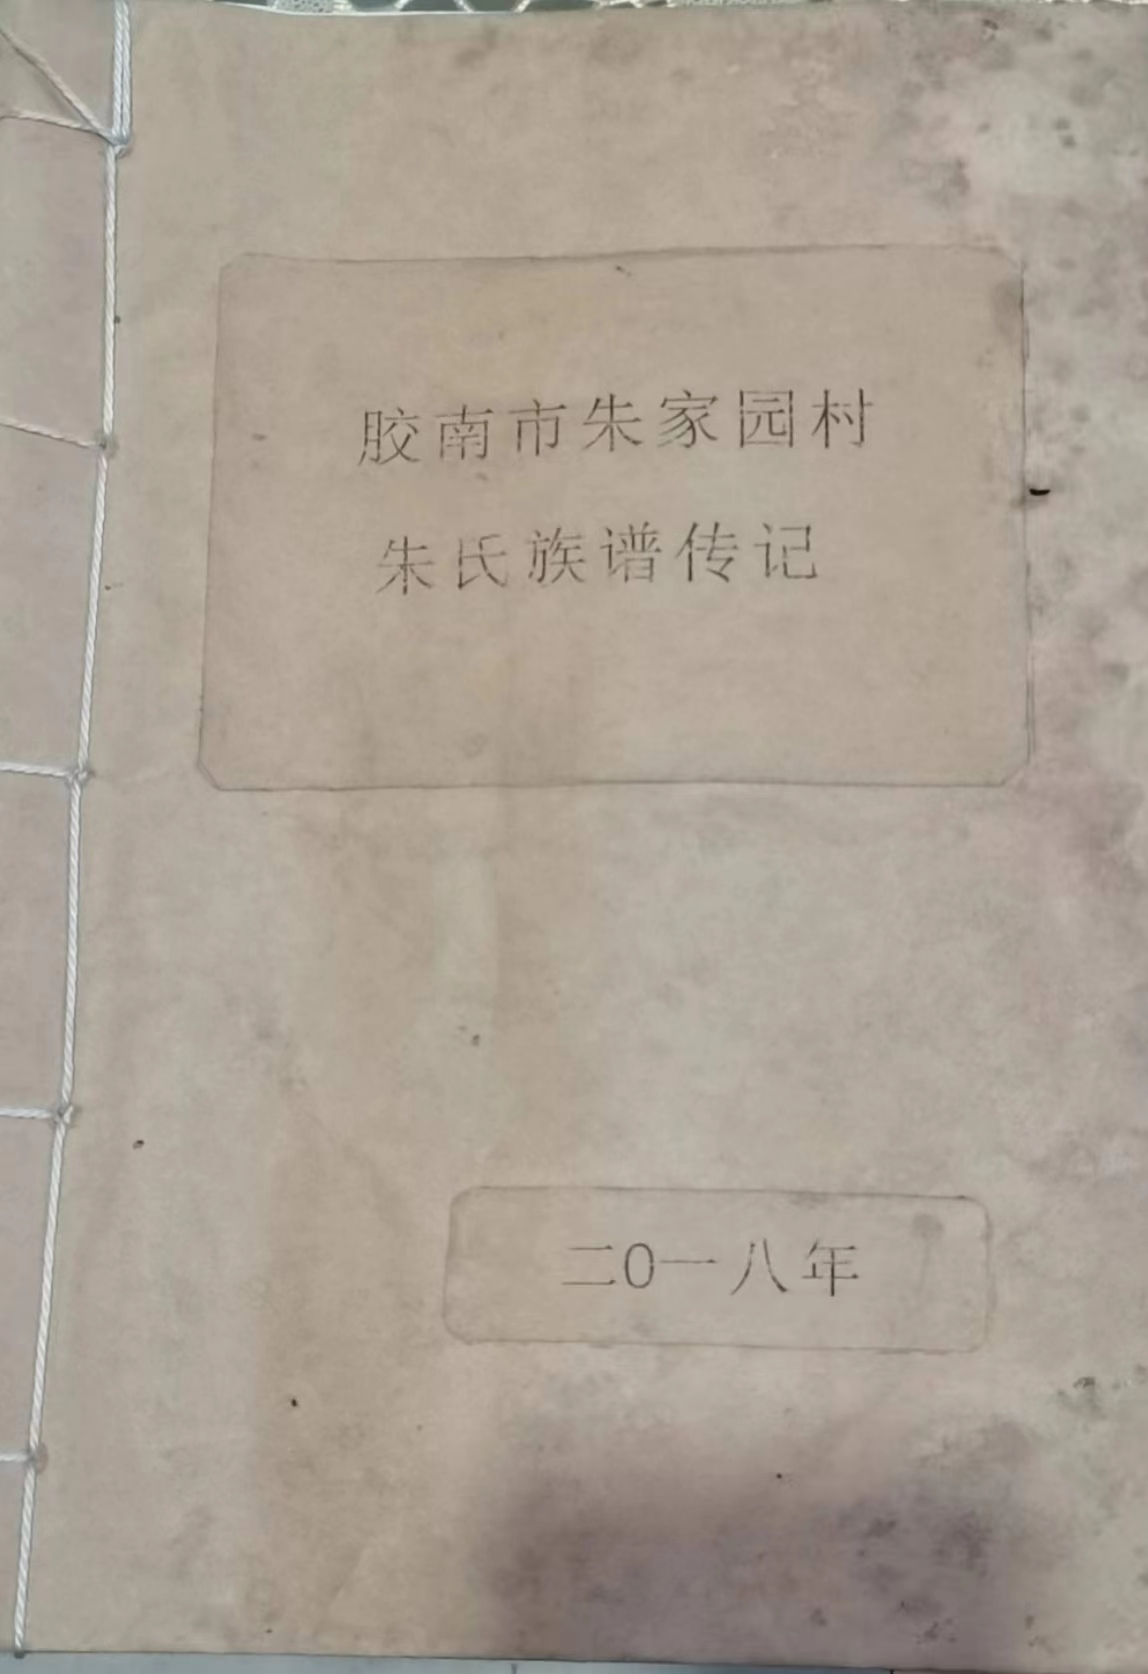 胶南市朱家园村
朱氏族谱传记
二0一八年